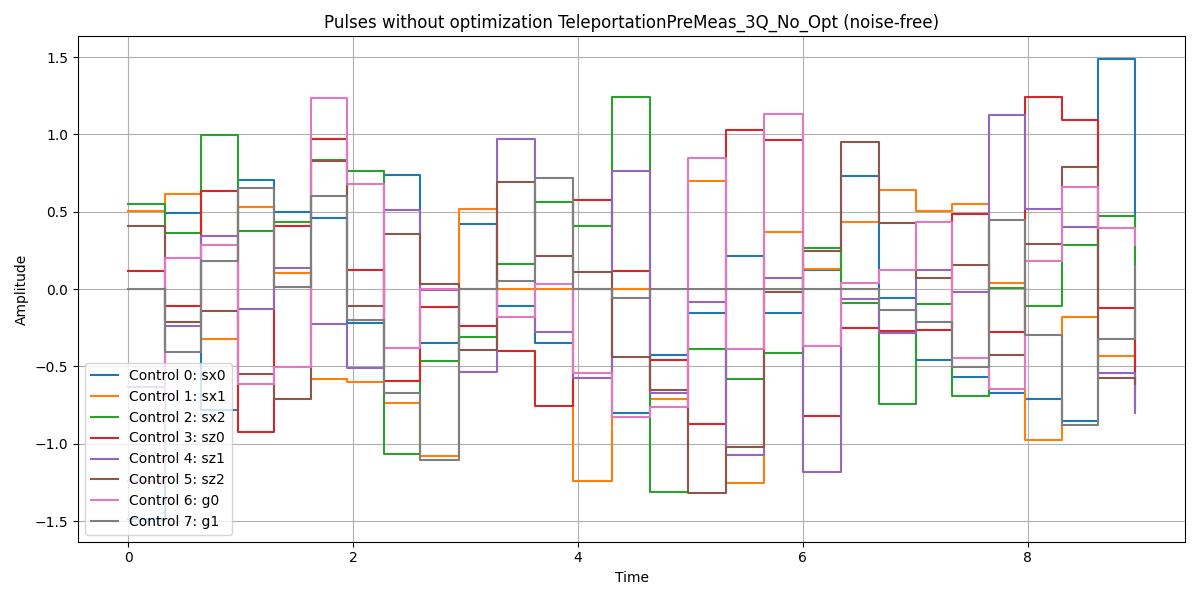 Pulses without optimization TeleportationPreMeas_3Q_No_Opt (noise-free)
Amplitude
1.5
1.0
0.5
0.0
−0.5
−1.0
−1.5
Control 0: sx0
Control 1: sx1
Control 2: sx2
Control 3: sz0
Control 4: sz1
Control 5: sz2
Control 6: g0
Control 7: g1
0 2 4 6 8
Time